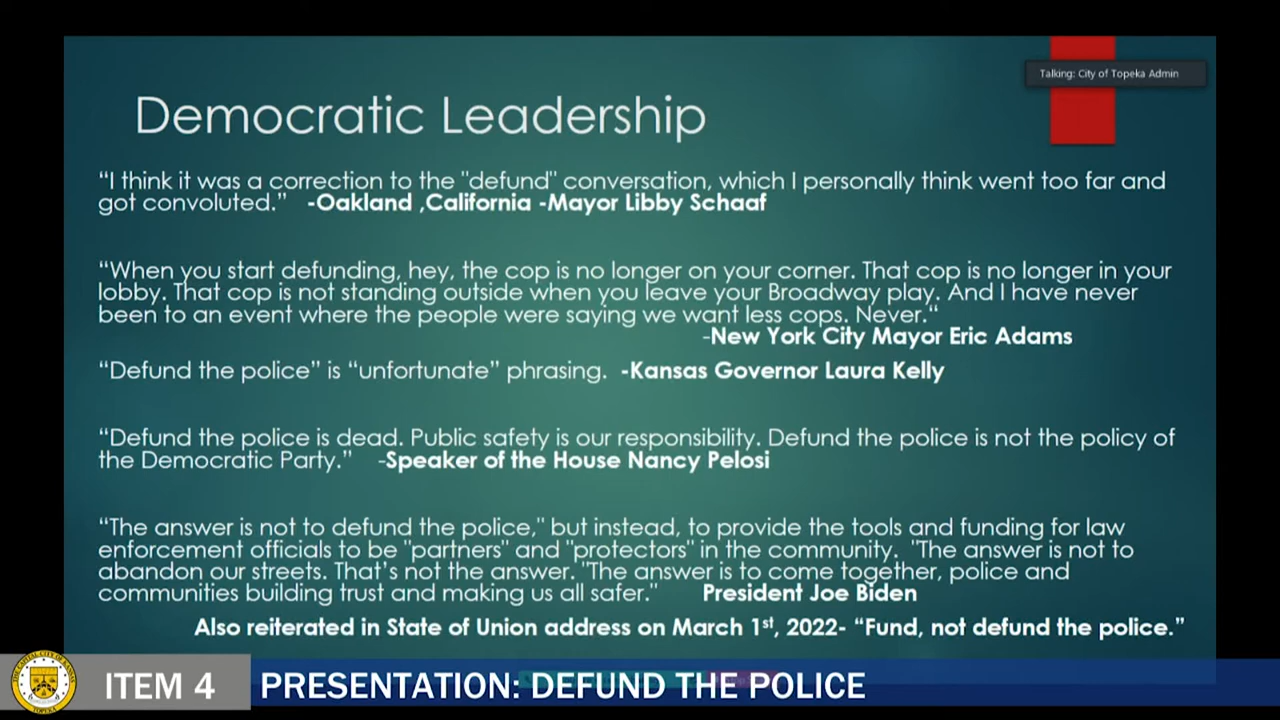 Talking: City of Topeka Admin
Democratic Leadership
“I think it was a correction to the "defund" conversation, which I personally think went too far and
got convoluted.” -Oakland ,California -Mayor Libby Schaaf
“When you start defunding, hey, the cop is no longer on your corner. That cop is no longer in your
lobby. That cop is not standing outside when you leave your Broadway play. And I have never
been to an event where the people were saying we want less cops. Never.“
-New York City Mayor Eric Adams
“Defund the police” is “unfortunate” phrasing. -Kansas Governor Laura Kelly
“Defund the police is dead. Public safety is our responsibility. Defund the police is not the policy of
the Democratic Party.” -Speaker of the House Nancy Pelosi
“The answer is not to defund the police," but instead, to provide the tools and funding for law
enforcement officials to be "partners" and "protectors" in the community. "The answer is not to
abandon our streets. That’s not the answer. "The answer is to come together, police and
communities building trust and making us all safer." President Joe Biden
Also reiterated in State of Union address on March 1st, 2022- “Fund, not defund the police.”
ITEM 4 PRESENTATION: DEFUND THE POLICE
TOPEKA